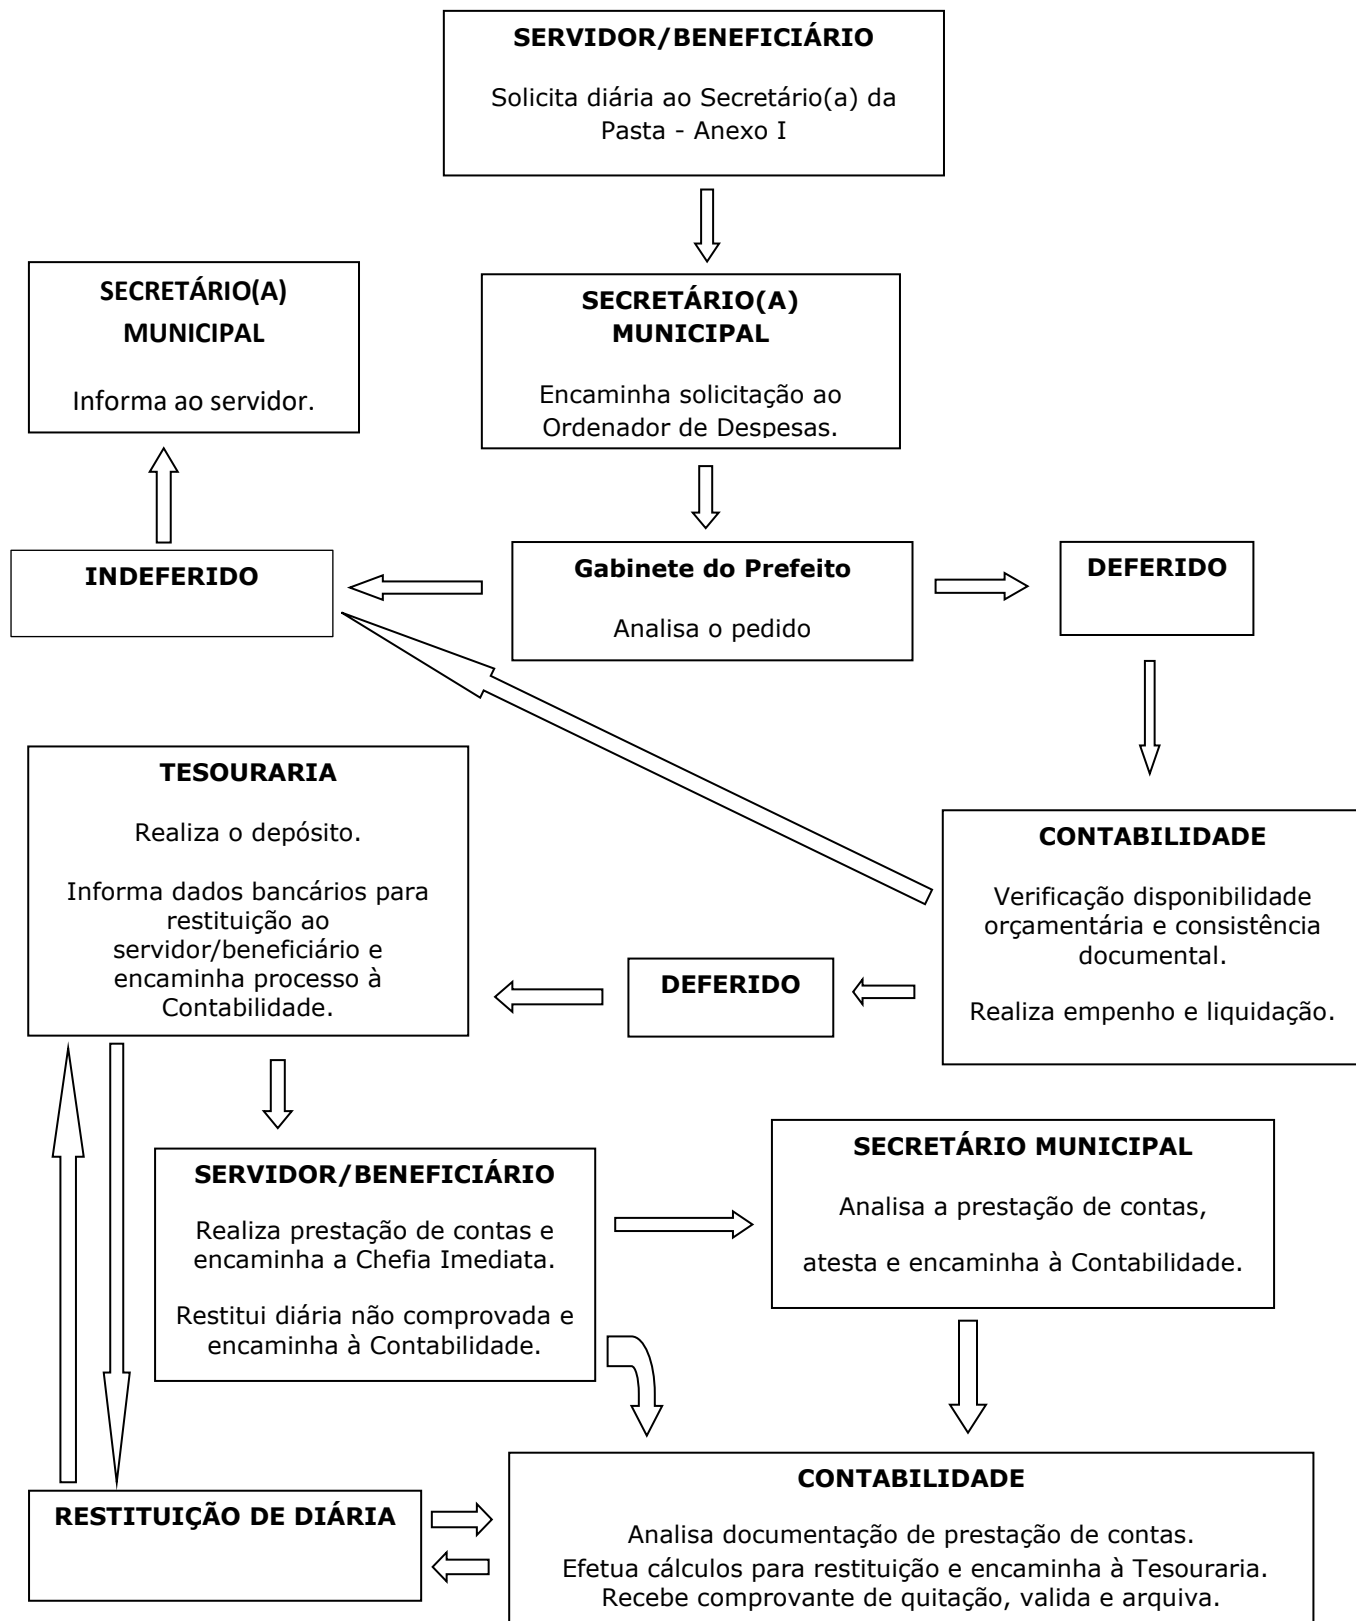 SERVIDOR/BENEFICIÁRIO
Solicita diária ao Secretário(a) da
Pasta - Anexo I
SECRETÁRIO(A)
MUNICIPAL
Informa ao servidor.
SECRETÁRIO(A)
MUNICIPAL
Encaminha solicitação ao
Ordenador de Despesas.
INDEFERIDO
Gabinete do Prefeito
Analisa o pedido
DEFERIDO
TESOURARIA
Realiza o depósito.
Informa dados bancários para
restituição ao
servidor/beneficiário e
encaminha processo à
Contabilidade.
DEFERIDO
CONTABILIDADE
Verificação disponibilidade
orçamentária e consistência
documental.
Realiza empenho e liquidação.
SERVIDOR/BENEFICIÁRIO
Realiza prestação de contas e
encaminha a Chefia Imediata.
Restitui diária não comprovada e
encaminha à Contabilidade.
SECRETÁRIO MUNICIPAL
Analisa a prestação de contas,
atesta e encaminha à Contabilidade.
RESTITUIÇÃO DE DIÁRIA
CONTABILIDADE
Analisa documentação de prestação de contas.
Efetua cálculos para restituição e encaminha à Tesouraria.
Recebe comprovante de quitação, valida e arquiva.